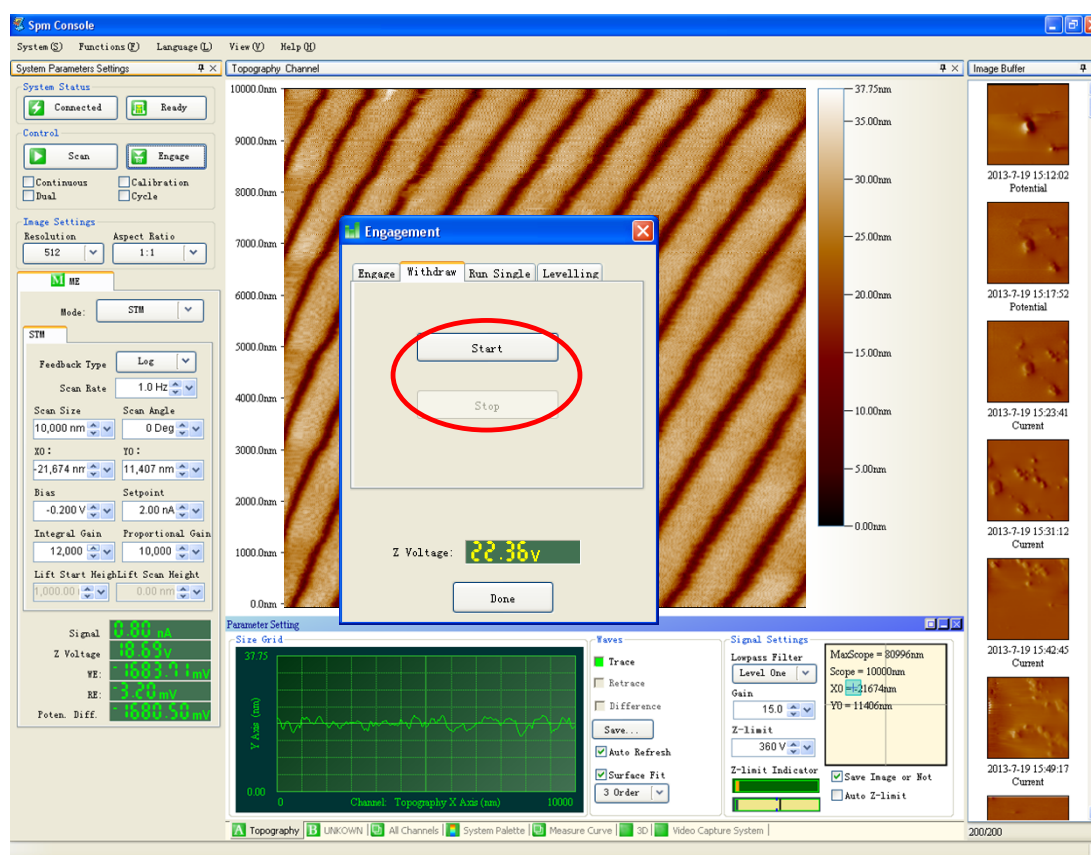 Spm Console
System(S) Functions(F) Language(L) View(V) Help(H)
System Parameters Settings
System Status
Connected Ready
Control
Scan Engage
Continuous Calibration
Dual Cycle
Image Settings
Resolution Aspect Ratio
512 1:1
ME
Mode: STM
STM
Feedback Type Log
Scan Rate 1.0 Hz
Scan Size Scan Angle
10,000 nm 0 Deg
X0: Y0:
-21,674 nm 11,407 nm
Bias Setpoint
-0.200 V 2.00 nA
Integral Gain Proportional Gain
12,000 10,000
Lift Start Heigh Lift Scan Height
1,000.00 0.00 nm
Signal 0.80 nA
Z Voltage 18.69v
WE: -1683.71mV
RE: -3.20mV
Poten. Diff. -1680.50mV
Topography Channel
10000.0nm
9000.0nm
8000.0nm
7000.0nm
6000.0nm
5000.0nm
4000.0nm
3000.0nm
2000.0nm
1000.0nm
0.0nm
37.75nm
35.00nm
30.00nm
25.00nm
20.00nm
15.00nm
10.00nm
5.00nm
0.00nm
Engagement
Engage Withdraw Run Single Levelling
Start
Stop
Z Voltage: 22.36v
Done
Parameter Setting
Size Grid
37.75
Y Axis (nm)
0.00
0 Channel: Topography X Axis (nm) 10000
Waves
Trace
Retrace
Difference
Save...
Auto Refresh
Surface Fit
3 Order
Signal Settings
Lowpass Filter
Level One
Gain
15.0
Z-limit
360 V
Z-limit Indicator
MaxScope = 80996nm
Scope = 10000nm
X0 = -21674nm
Y0 = 11406nm
Save Image or Not
Auto Z-limit
Topography UNKOWN All Channels System Palette Measure Curve 3D Video Capture System
Image Buffer
2013-7-19 15:12:02
Potential
2013-7-19 15:17:52
Potential
2013-7-19 15:23:41
Current
2013-7-19 15:31:12
Current
2013-7-19 15:42:45
Current
2013-7-19 15:49:17
Current
200/200